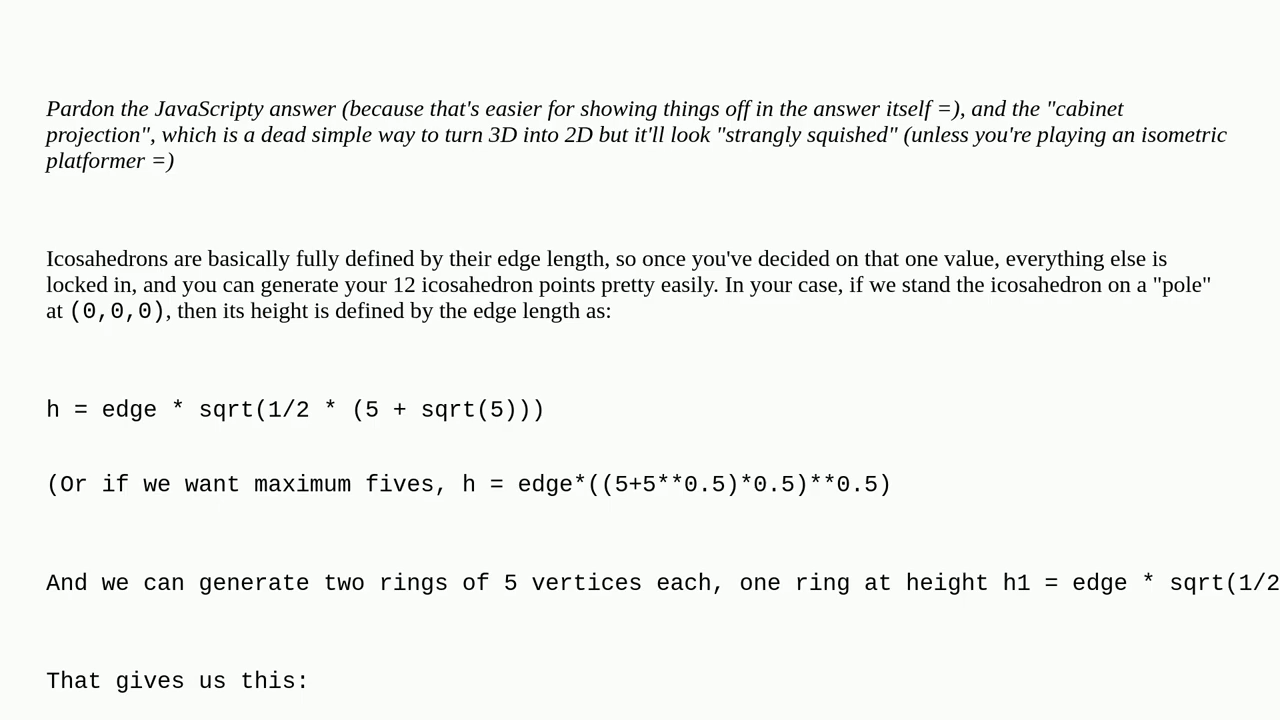 Pardon the JavaScripty answer (because that's easier for showing things off in the answer itself =), and the "cabinet
projection", which is a dead simple way to turn 3D into 2D but it'll look "strangly squished" (unless you're playing an isometric
platformer =)
Icosahedrons are basically fully defined by their edge length, so once you've decided on that one value, everything else is
locked in, and you can generate your 12 icosahedron points pretty easily. In your case, if we stand the icosahedron on a "pole"
at (0,0,0), then its height is defined by the edge length as:
h = edge * sqrt(1/2 * (5 + sqrt(5)))
(Or if we want maximum fives, h = edge*((5+5**0.5)*0.5)**0.5)
And we can generate two rings of 5 vertices each, one ring at height h1 = edge * sqrt(1/2
That gives us this: